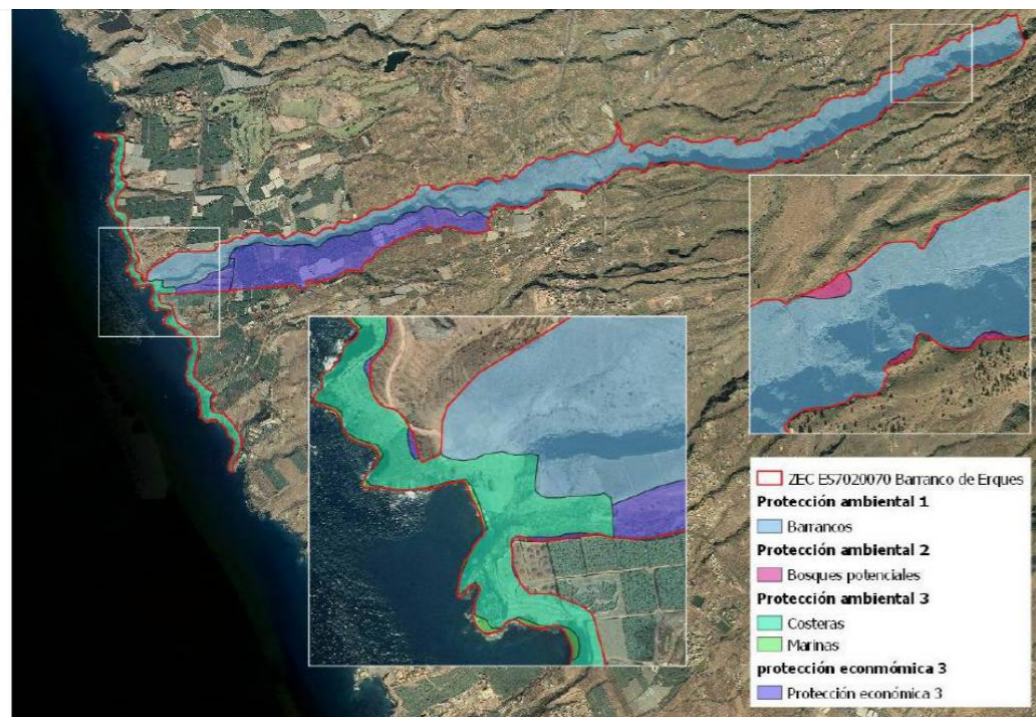 ZEC ES7020070 Barranco de Erques
Protección ambiental 1
Barrancos
Protección ambiental 2
Bosques potenciales
Protección ambiental 3
Costeras
Marinas
protección econmómica 3
Protección económica 3